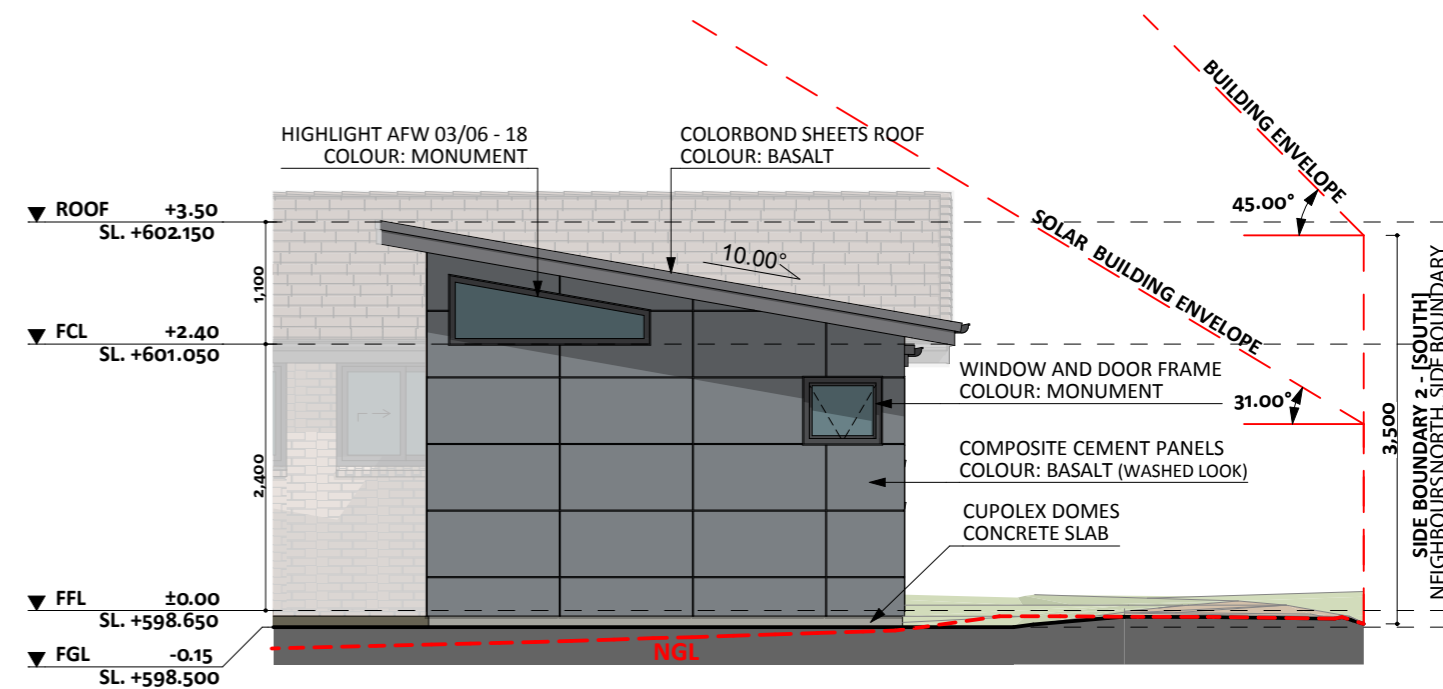 HIGHLIGHT AFW 03/06 - 18
COLOUR: MONUMENT
COLORBOND SHEETS ROOF
COLOUR: BASALT
BUILDING ENVELOPE
45.00°
ROOF +3.50
SL. +602.150
SOLAR BUILDING ENVELOPE
10.00°
1,100
FCL +2.40
SL. +601.050
WINDOW AND DOOR FRAME
COLOUR: MONUMENT
31.00°
3,500
SIDE BOUNDARY 2 - [SOUTH]
NEIGHBOURS NORTH, SIDE BOUNDARY
2,400
COMPOSITE CEMENT PANELS
COLOUR: BASALT (WASHED LOOK)
CUPOLEX DOMES
CONCRETE SLAB
FFL ±0.00
SL. +598.650
NGL
FGL -0.15
SL. +598.500